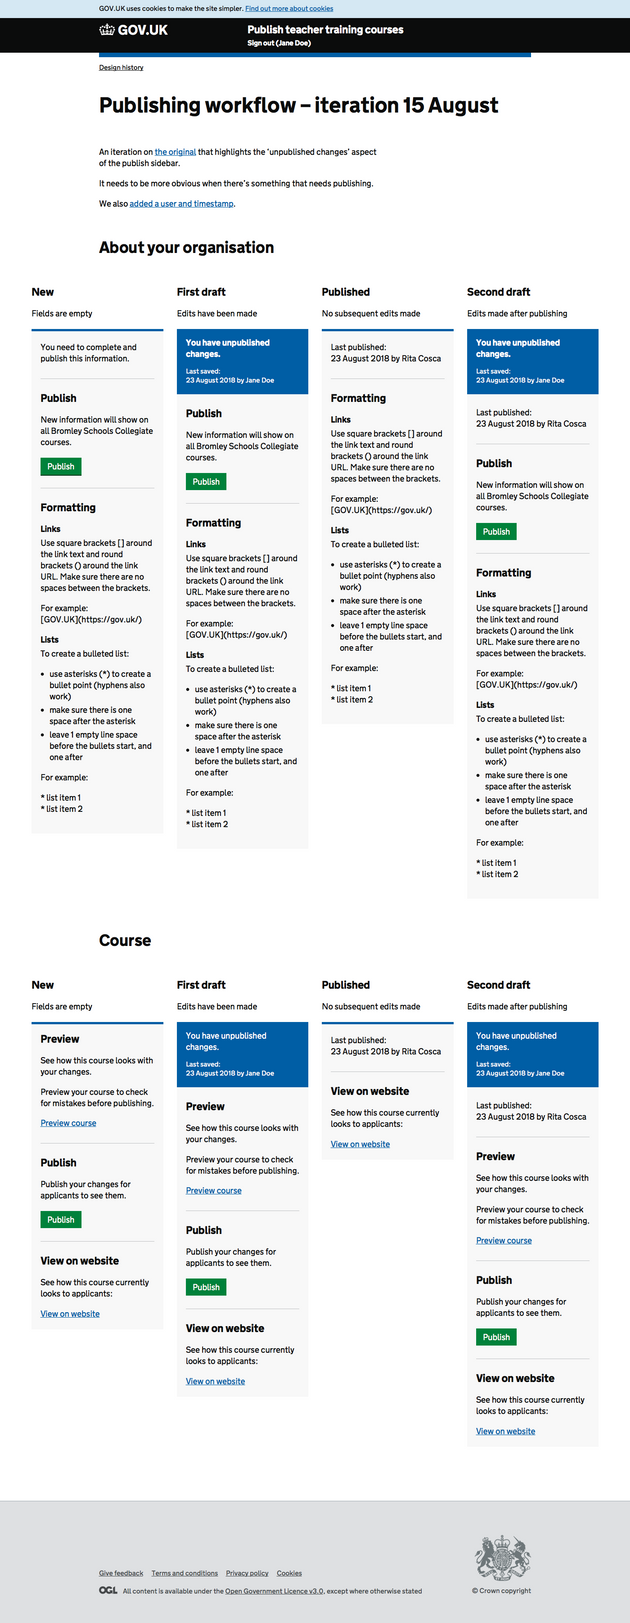 GOV.UK uses cookies to make the site simpler. Find out more about cookies
GOV.UK
Publish teacher training courses
Sign out (Jane Doe)
Design history
Publishing workflow – iteration 15 August
An iteration on the original that highlights the ‘unpublished changes’ aspect
of the publish sidebar.
It needs to be more obvious when there’s something that needs publishing.
We also added a user and timestamp.
About your organisation
New
Fields are empty
You need to complete and
publish this information.
Publish
New information will show on
all Bromley Schools Collegiate
courses.
Publish
Formatting
Links
Use square brackets [] around
the link text and round
brackets () around the link
URL. Make sure there are no
spaces between the brackets.
For example:
[GOV.UK](https://gov.uk/)
Lists
To create a bulleted list:
• use asterisks (*) to create a
bullet point (hyphens also
work)
• make sure there is one
space after the asterisk
• leave 1 empty line space
before the bullets start, and
one after
For example:
* list item 1
* list item 2
First draft
Edits have been made
You have unpublished
changes.
Last saved:
23 August 2018 by Jane Doe
Publish
New information will show on
all Bromley Schools Collegiate
courses.
Publish
Formatting
Links
Use square brackets [] around
the link text and round
brackets () around the link
URL. Make sure there are no
spaces between the brackets.
For example:
[GOV.UK](https://gov.uk/)
Lists
To create a bulleted list:
• use asterisks (*) to create a
bullet point (hyphens also
work)
• make sure there is one
space after the asterisk
• leave 1 empty line space
before the bullets start, and
one after
For example:
* list item 1
* list item 2
Published
No subsequent edits made
Last published:
23 August 2018 by Rita Cosca
Formatting
Links
Use square brackets [] around
the link text and round
brackets () around the link
URL. Make sure there are no
spaces between the brackets.
For example:
[GOV.UK](https://gov.uk/)
Lists
To create a bulleted list:
• use asterisks (*) to create a
bullet point (hyphens also
work)
• make sure there is one
space after the asterisk
• leave 1 empty line space
before the bullets start, and
one after
For example:
* list item 1
* list item 2
Second draft
Edits made after publishing
You have unpublished
changes.
Last saved:
23 August 2018 by Jane Doe
Last published:
23 August 2018 by Rita Cosca
Publish
New information will show on
all Bromley Schools Collegiate
courses.
Publish
Formatting
Links
Use square brackets [] around
the link text and round
brackets () around the link
URL. Make sure there are no
spaces between the brackets.
For example:
[GOV.UK](https://gov.uk/)
Lists
To create a bulleted list:
• use asterisks (*) to create a
bullet point (hyphens also
work)
• make sure there is one
space after the asterisk
• leave 1 empty line space
before the bullets start, and
one after
For example:
* list item 1
* list item 2
Course
New
Fields are empty
Preview
See how this course looks with
your changes.
Preview your course to check
for mistakes before publishing.
Preview course
Publish
Publish your changes for
applicants to see them.
Publish
View on website
See how this course currently
looks to applicants:
View on website
First draft
Edits have been made
You have unpublished
changes.
Last saved:
23 August 2018 by Jane Doe
Preview
See how this course looks with
your changes.
Preview your course to check
for mistakes before publishing.
Preview course
Publish
Publish your changes for
applicants to see them.
Publish
View on website
See how this course currently
looks to applicants:
View on website
Published
No subsequent edits made
Last published:
23 August 2018 by Rita Cosca
View on website
See how this course currently
looks to applicants:
View on website
Second draft
Edits made after publishing
You have unpublished
changes.
Last saved:
23 August 2018 by Jane Doe
Last published:
23 August 2018 by Rita Cosca
Preview
See how this course looks with
your changes.
Preview your course to check
for mistakes before publishing.
Preview course
Publish
Publish your changes for
applicants to see them.
Publish
View on website
See how this course currently
looks to applicants:
View on website
Give feedback Terms and conditions Privacy policy Cookies
OGL All content is available under the Open Government Licence v3.0, except where otherwise stated
© Crown copyright